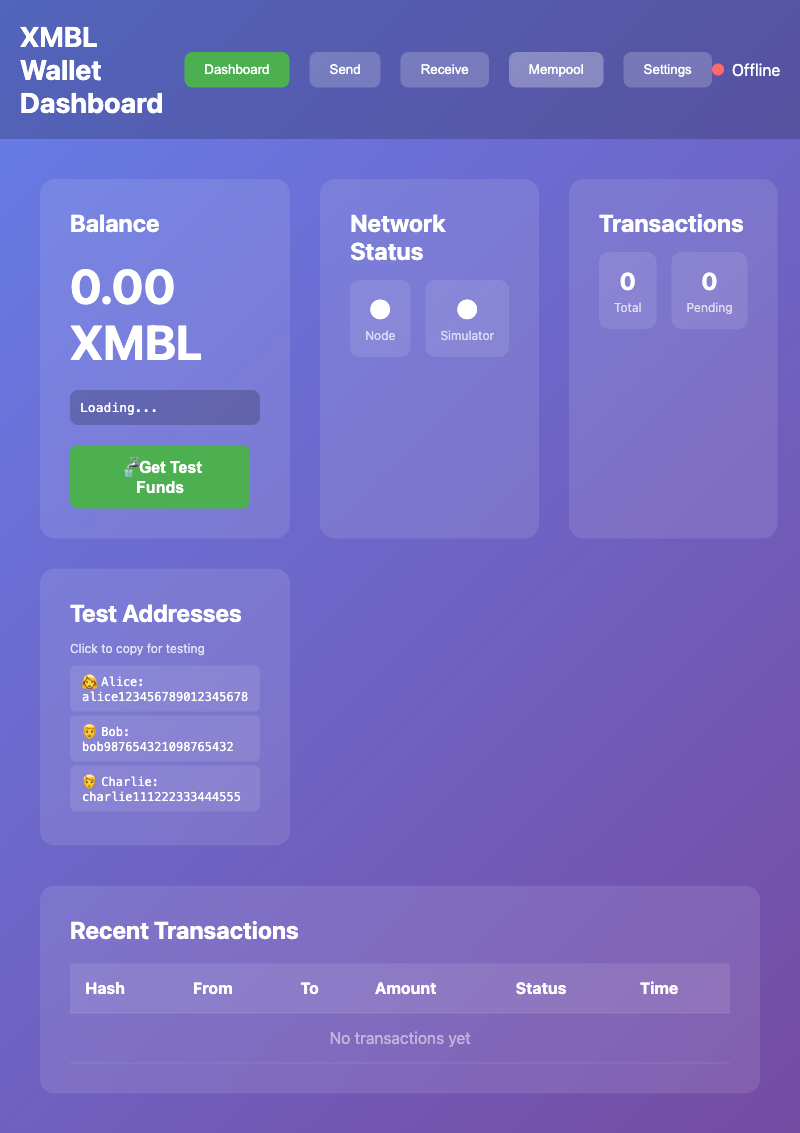 XMBL
Wallet
Dashboard
Dashboard
Send
Receive
Mempool
Settings
Offline
Balance
0.00
XMBL
Loading...
Get Test
Funds
Network
Status
Node
Simulator
Transactions
0
Total
0
Pending
Test Addresses
Click to copy for testing
Alice:
alice123456789012345678
Bob:
bob987654321098765432
Charlie:
charlie111222333444555
Recent Transactions
Hash From To Amount Status Time
No transactions yet